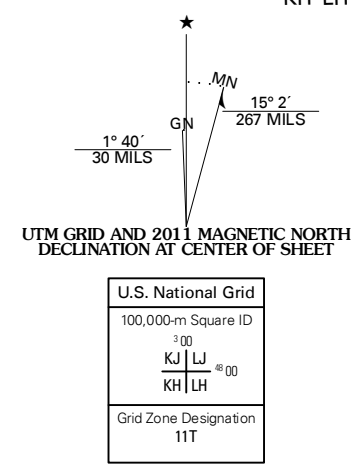 KH LH
★
MN
GN
15° 2´
267 MILS
1° 40´
30 MILS
UTM GRID AND 2011 MAGNETIC NORTH
DECLINATION AT CENTER OF SHEET
U.S. National Grid
100,000-m Square ID
3 00
KJ LJ
48 00
KH LH
Grid Zone Designation
11T